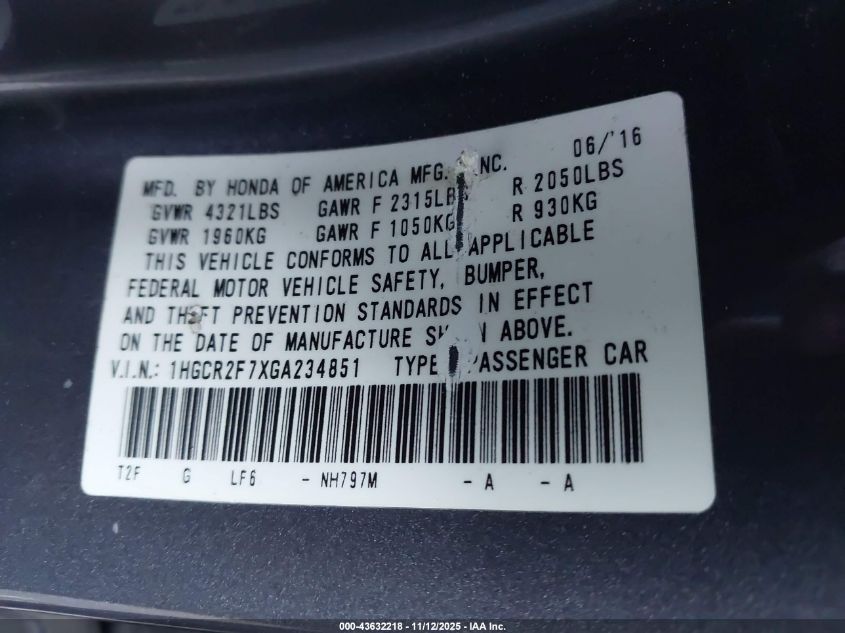 MFD. BY HONDA OF AMERICA MFG. INC. 06/'16
GVWR 4321LBS GAWR F 2315LB R 2050LBS
GVWR 1960KG GAWR F 1050KG R 930KG
THIS VEHICLE CONFORMS TO ALL APPLICABLE
FEDERAL MOTOR VEHICLE SAFETY, BUMPER,
AND THEFT PREVENTION STANDARDS IN EFFECT
ON THE DATE OF MANUFACTURE ABOVE.
V.I.N.: 1HGCR2F7XGA234851 TYPE PASSENGER CAR
T2F G LF6 - NH797M - A - A
000-43632218 - 11/12/2025 - IAA Inc.